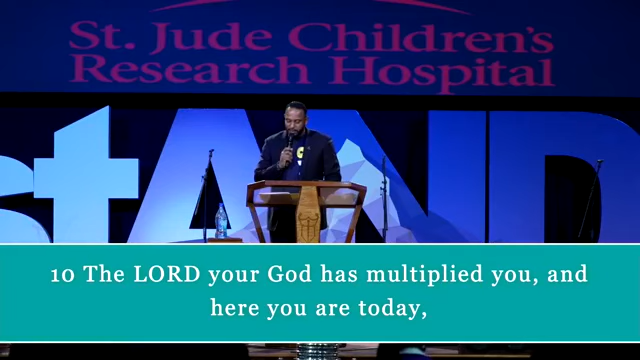 St. Jude Children's
Research Hospital
stAND
10 The LORD your God has multiplied you, and
here you are today,